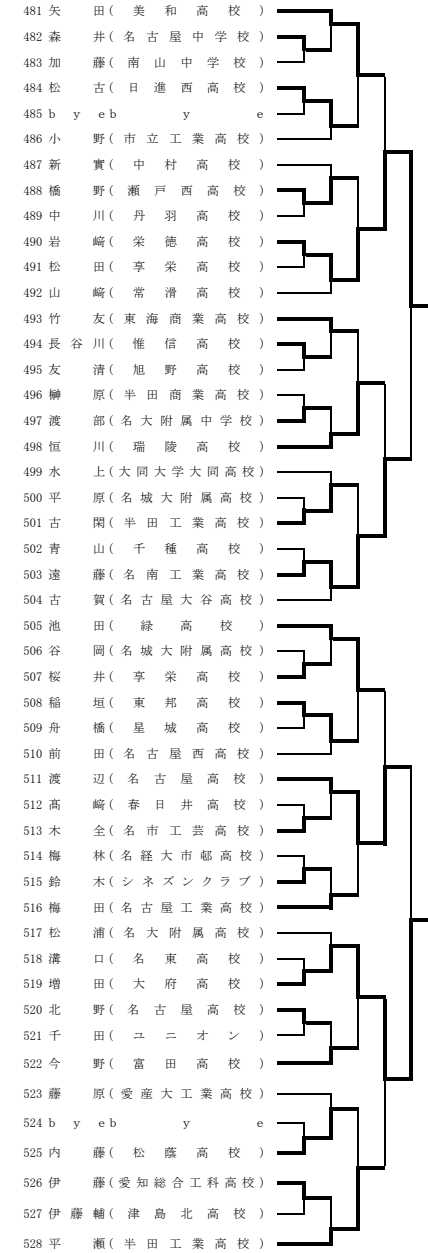 481 矢 田 ( 美 和 高 校 )
482 森 井 ( 名 古 屋 中 学 校 )
483 加 藤 ( 南 山 中 学 校 )
484 松 古 ( 日 進 西 高 校 )
485 b y e b y e
486 小 野 ( 市 立 工 業 高 校 )
487 新 實 ( 中 村 高 校 )
488 橋 野 ( 瀬 戸 西 高 校 )
489 中 川 ( 丹 羽 高 校 )
490 岩 﨑 ( 栄 徳 高 校 )
491 松 田 ( 享 栄 高 校 )
492 山 﨑 ( 常 滑 高 校 )
493 竹 友 ( 東 海 商 業 高 校 )
494 長 谷 川 ( 惟 信 高 校 )
495 友 清 ( 旭 野 高 校 )
496 榊 原 ( 半 田 商 業 高 校 )
497 渡 部 ( 名 大 附 属 中 学 校 )
498 恒 川 ( 瑞 陵 高 校 )
499 水 上 ( 大 同 大 学 大 同 高 校 )
500 平 原 ( 名 城 大 附 属 高 校 )
501 古 閑 ( 半 田 工 業 高 校 )
502 青 山 ( 千 種 高 校 )
503 遠 藤 ( 名 南 工 業 高 校 )
504 古 賀 ( 名 古 屋 大 谷 高 校 )
505 池 田 ( 緑 高 校 )
506 谷 岡 ( 名 城 大 附 属 高 校 )
507 桜 井 ( 享 栄 高 校 )
508 稲 垣 ( 東 邦 高 校 )
509 舟 橋 ( 星 城 高 校 )
510 前 田 ( 名 古 屋 西 高 校 )
511 渡 辺 ( 名 古 屋 高 校 )
512 髙 﨑 ( 春 日 井 高 校 )
513 木 全 ( 名 市 工 芸 高 校 )
514 梅 林 ( 名 経 大 市 邨 高 校 )
515 鈴 木 ( シ ネ ズ ン ク ラ ブ )
516 梅 田 ( 名 古 屋 工 業 高 校 )
517 松 浦 ( 名 大 附 属 高 校 )
518 溝 口 ( 名 東 高 校 )
519 増 田 ( 大 府 高 校 )
520 北 野 ( 名 古 屋 高 校 )
521 千 田 ( ユ ニ オ ン )
522 今 野 ( 富 田 高 校 )
523 藤 原 ( 愛 産 大 工 業 高 校 )
524 b y e b y e
525 内 藤 ( 松 蔭 高 校 )
526 伊 藤 ( 愛 知 総 合 工 科 高 校 )
527 伊 藤 輔 ( 津 島 北 高 校 )
528 平 瀬 ( 半 田 工 業 高 校 )